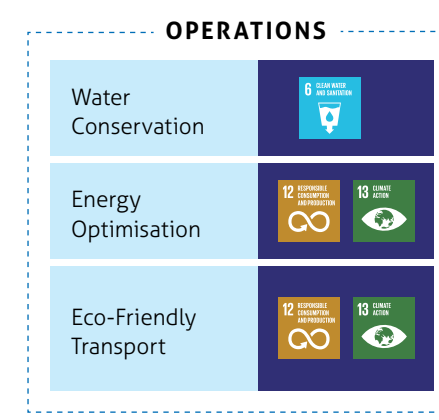 OPERATIONS
Water
Conservation
6 CLEAN WATER
AND SANITATION
Energy
Optimisation
12 RESPONSIBLE
CONSUMPTION
AND PRODUCTION
13 CLIMATE
ACTION
Eco-Friendly
Transport
12 RESPONSIBLE
CONSUMPTION
AND PRODUCTION
13 CLIMATE
ACTION